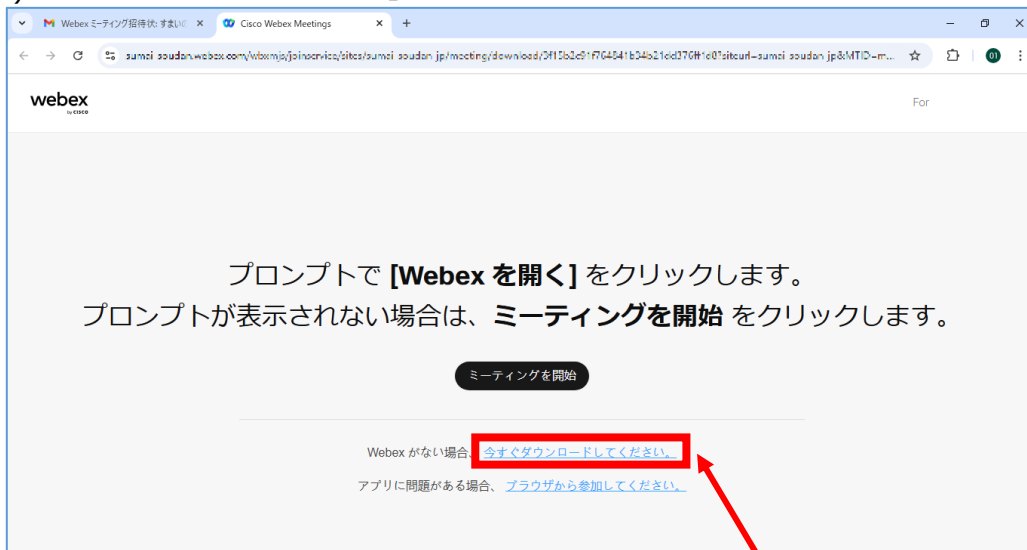 Webex ミーティング招待状: すまい
Cisco Webex Meetings
01
webex
by CISCO
For
プロンプトで [Webex を開く] をクリックします。
プロンプトが表示されない場合は、ミーティングを開始 をクリックします。
ミーティングを開始
Webex がない場合、今すぐダウンロードしてください。
アプリに問題がある場合、ブラウザから参加してください。